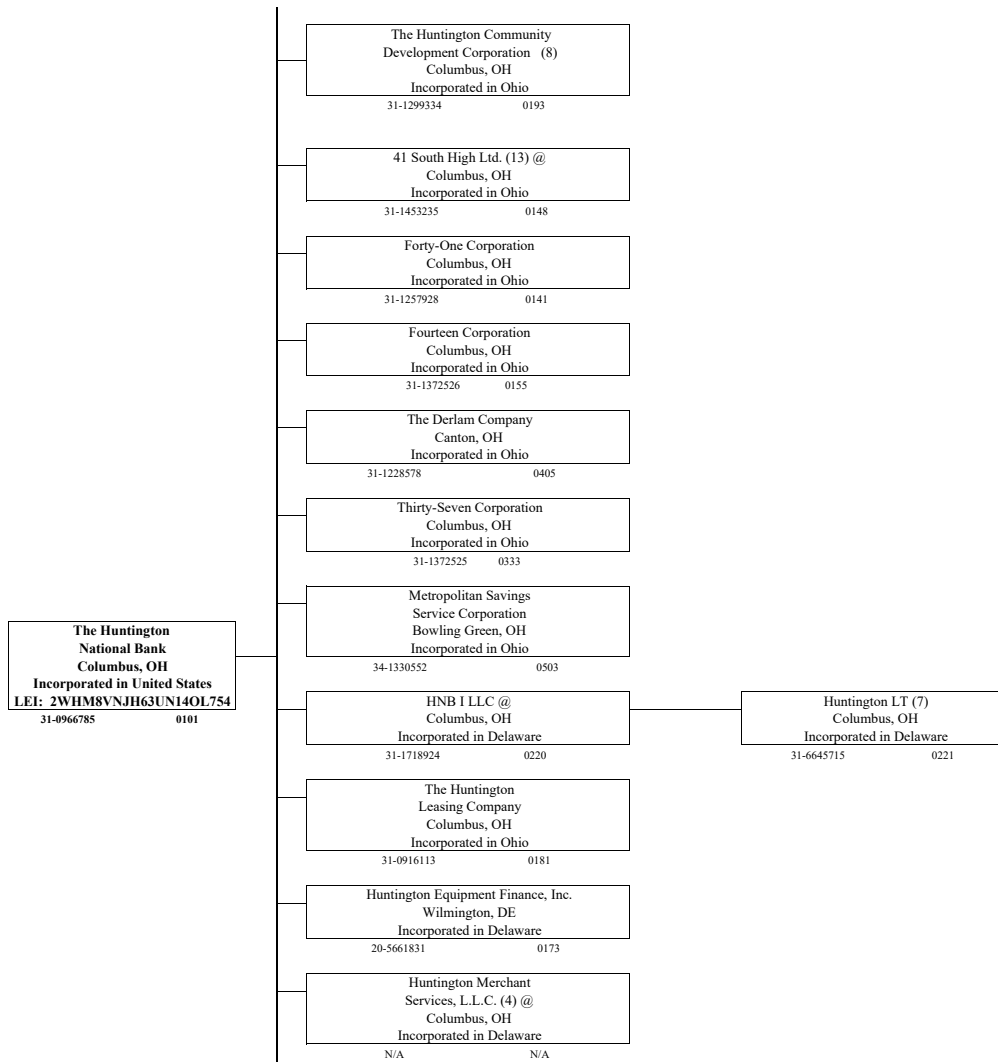 The Huntington Community
Development Corporation (8)
Columbus, OH
Incorporated in Ohio
31-1299334 0193
41 South High Ltd. (13) @
Columbus, OH
Incorporated in Ohio
31-1453235 0148
Forty-One Corporation
Columbus, OH
Incorporated in Ohio
31-1257928 0141
Fourteen Corporation
Columbus, OH
Incorporated in Ohio
31-1372526 0155
The Derlam Company
Canton, OH
Incorporated in Ohio
31-1228578 0405
Thirty-Seven Corporation
Columbus, OH
Incorporated in Ohio
31-1372525 0333
Metropolitan Savings
Service Corporation
Bowling Green, OH
Incorporated in Ohio
34-1330552 0503
The Huntington
National Bank
Columbus, OH
Incorporated in United States
LEI: 2WHM8VNJH63UN14OL754
31-0966785 0101
HNB I LLC @
Columbus, OH
Incorporated in Delaware
31-1718924 0220
Huntington LT (7)
Columbus, OH
Incorporated in Delaware
31-6645715 0221
The Huntington
Leasing Company
Columbus, OH
Incorporated in Ohio
31-0916113 0181
Huntington Equipment Finance, Inc.
Wilmington, DE
Incorporated in Delaware
20-5661831 0173
Huntington Merchant
Services, L.L.C. (4) @
Columbus, OH
Incorporated in Delaware
N/A N/A